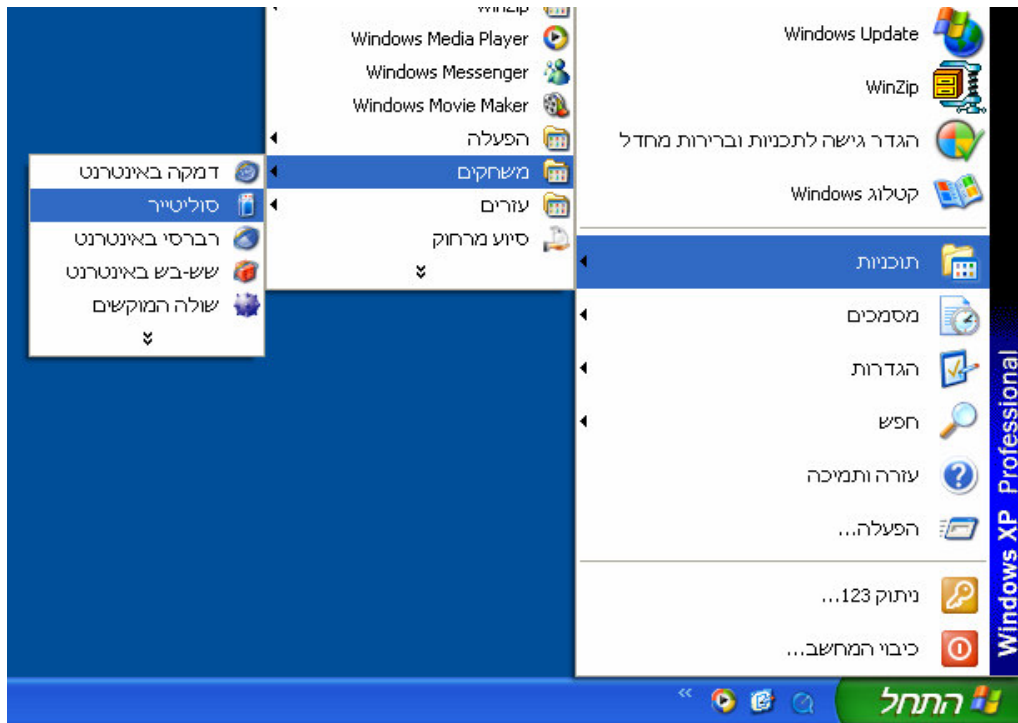 Windows Update
WinZip
הגדר גישה לתכניות וברירות מחדל
קטלוג Windows
תוכניות
מסמכים
הגדרות
חפש
עזרה ותמיכה
הפעלה...
ניתוק 123...
כיבוי המחשב...
Windows XP Professional
WinZip
Windows Media Player
Windows Messenger
Windows Movie Maker
הפעלה
משחקים
עזרים
סיוע מרחוק
דמקה באינטרנט
סוליטייר
רברסי באינטרנט
שש-בש באינטרנט
שולה המוקשים
התחל